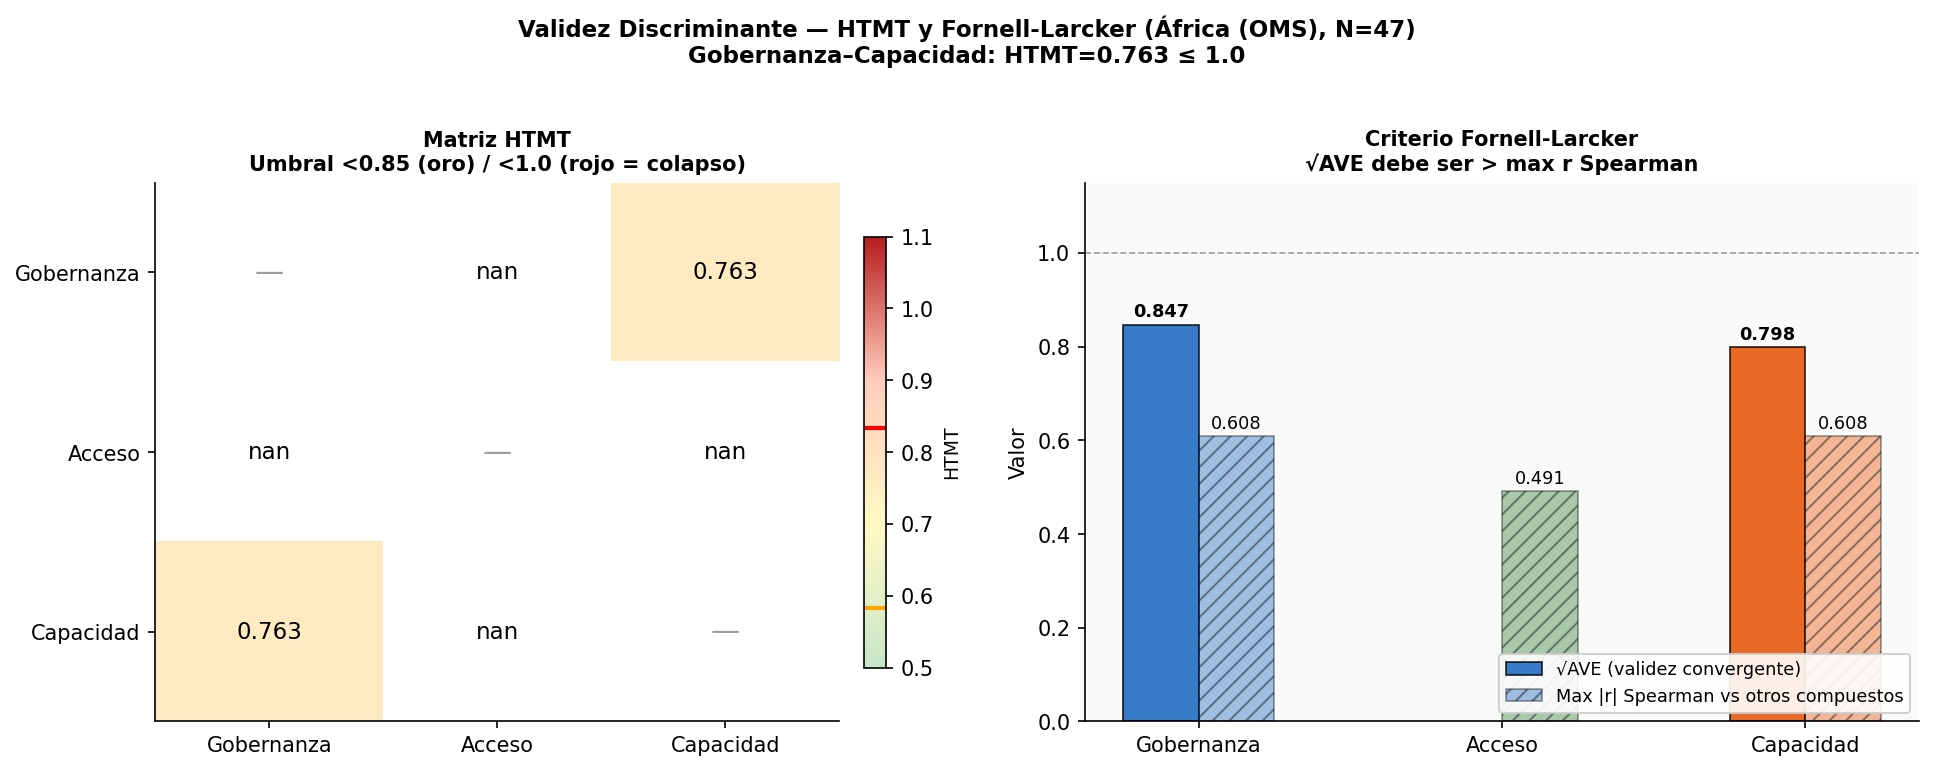 Validez Discriminante — HTMT y Fornell-Larcker (África (OMS), N=47)
Gobernanza–Capacidad: HTMT=0.763 ≤ 1.0
Matriz HTMT
Umbral <0.85 (oro) / <1.0 (rojo = colapso)
Gobernanza
—
nan
0.763
Acceso
nan
—
nan
Capacidad
0.763
nan
—
Gobernanza
Acceso
Capacidad
1.1
1.0
0.9
0.8
0.7
0.6
0.5
HTMT
Criterio Fornell-Larcker
√AVE debe ser > max r Spearman
Valor
1.0
0.8
0.6
0.4
0.2
0.0
0.847
0.608
0.491
0.798
0.608
√AVE (validez convergente)
Max |r| Spearman vs otros compuestos
Gobernanza
Acceso
Capacidad